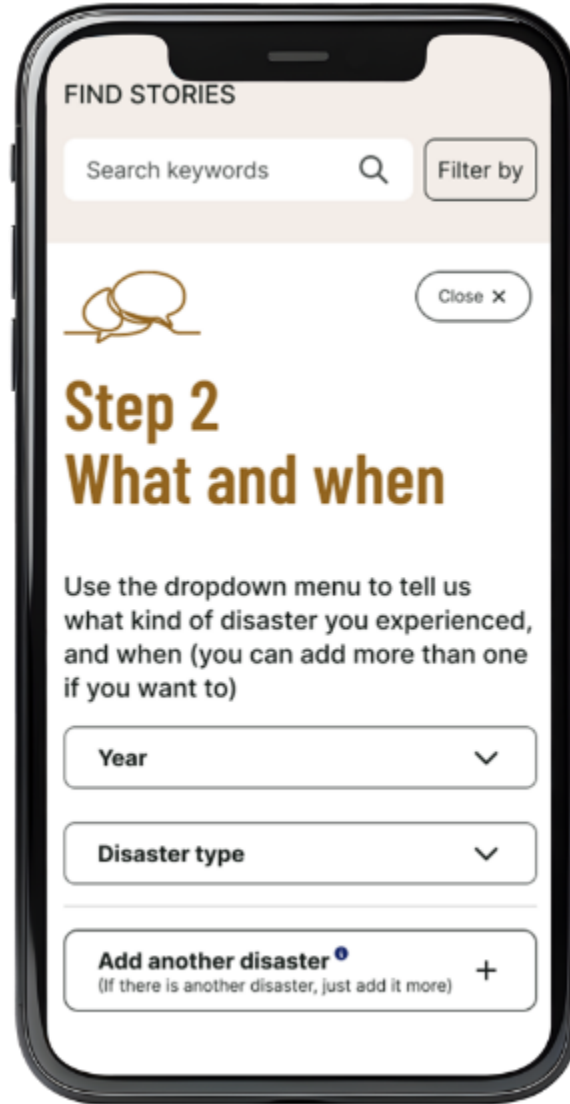 FIND STORIES
Search keywords
Filter by
Close ×
Step 2
What and when
Use the dropdown menu to tell us
what kind of disaster you experienced,
and when (you can add more than one
if you want to)
Year
Disaster type
Add another disaster
(If there is another disaster, just add it more)